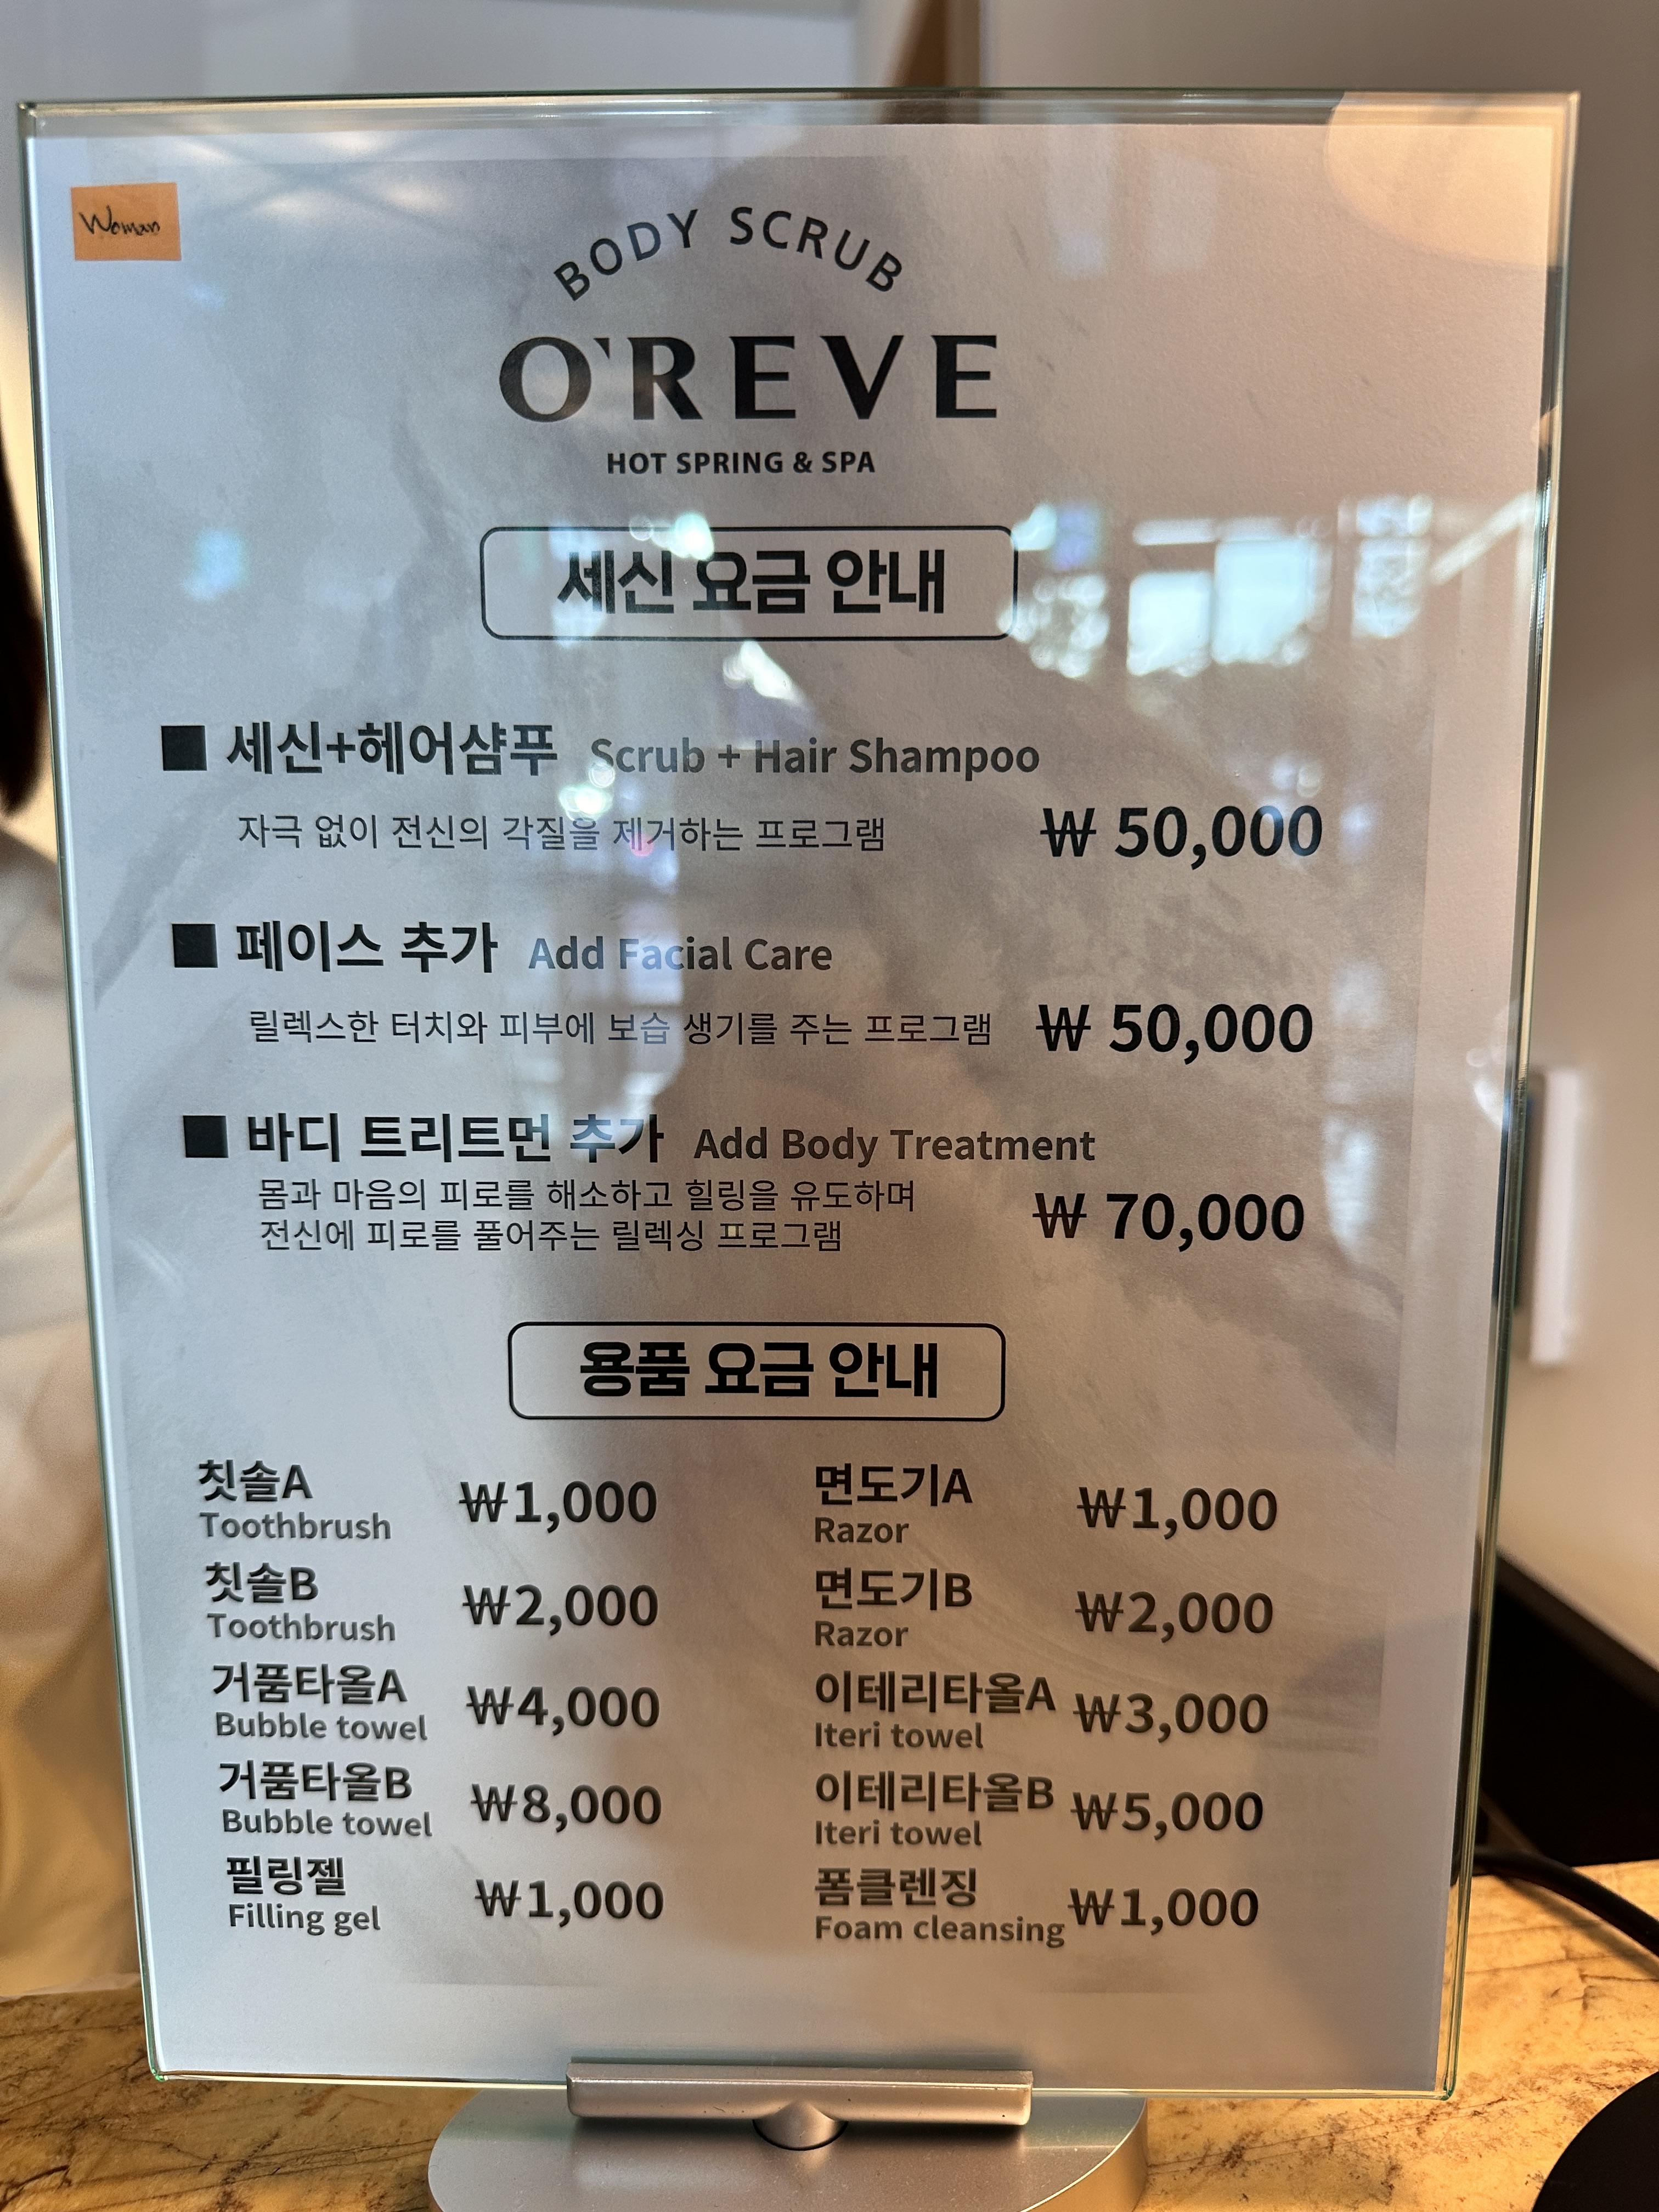 Woman
BODY SCRUB
O'REVE
HOT SPRING & SPA
세신 요금 안내
■ 세신+헤어샴푸 Scrub + Hair Shampoo
자극 없이 전신의 각질을 제거하는 프로그램 ₩ 50,000
■ 페이스 추가 Add Facial Care
릴렉스한 터치와 피부에 보습 생기를 주는 프로그램 ₩ 50,000
■ 바디 트리트먼 추가 Add Body Treatment
몸과 마음의 피로를 해소하고 힐링을 유도하며
전신에 피로를 풀어주는 릴렉싱 프로그램 ₩ 70,000
용품 요금 안내
칫솔A ₩1,000
Toothbrush
칫솔B ₩2,000
Toothbrush
거품타올A ₩4,000
Bubble towel
거품타올B ₩8,000
Bubble towel
필링젤 ₩1,000
Filling gel
면도기A ₩1,000
Razor
면도기B ₩2,000
Razor
이테리타올A ₩3,000
Iteri towel
이테리타올B ₩5,000
Iteri towel
폼클렌징 ₩1,000
Foam cleansing